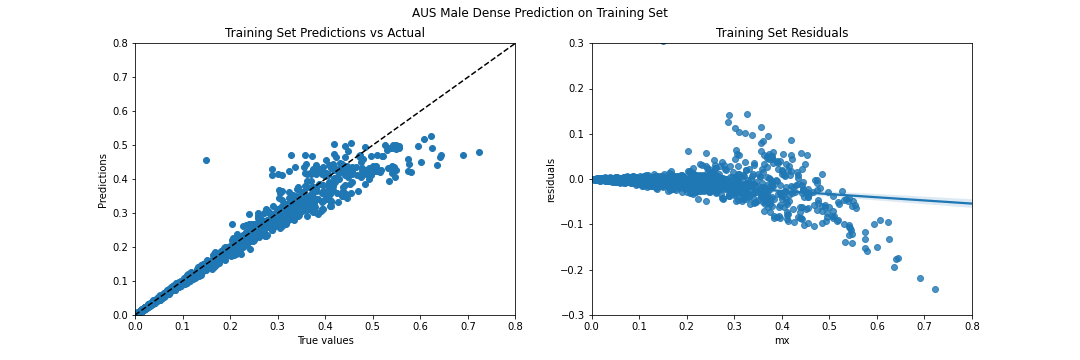 AUS Male Dense Prediction on Training Set
Training Set Predictions vs Actual
0.8
0.7
0.6
0.5
0.4
0.3
0.2
0.1
0.0
Predictions
0.0 0.1 0.2 0.3 0.4 0.5 0.6 0.7 0.8
True values
Training Set Residuals
0.3
0.2
0.1
0.0
−0.1
−0.2
−0.3
residuals
0.0 0.1 0.2 0.3 0.4 0.5 0.6 0.7 0.8
mx